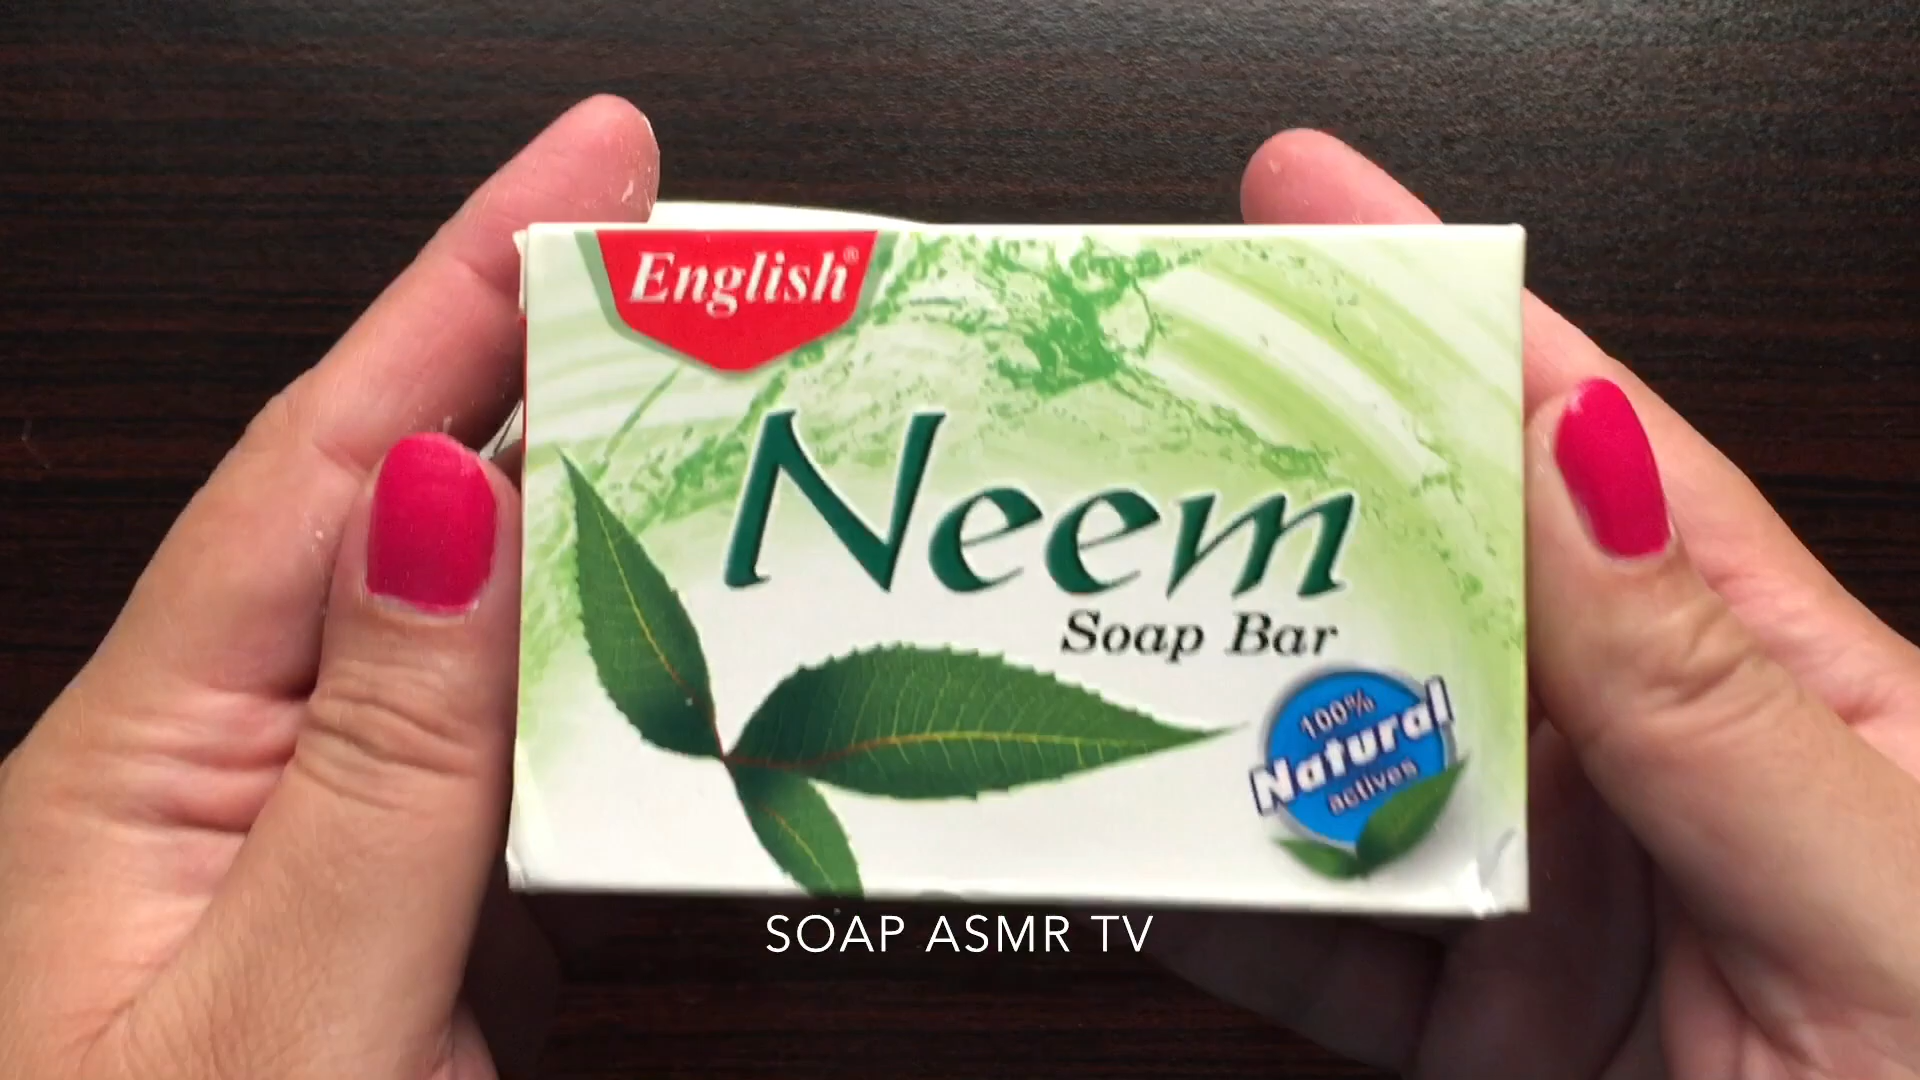 English®
Neem
Soap Bar
100%
Natural
actives
SOAP ASMR TV